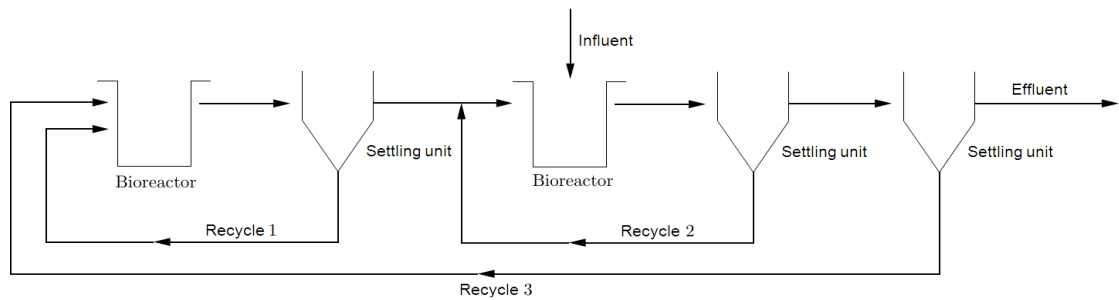 Influent
Effluent
Settling unit
Settling unit
Settling unit
Bioreactor
Bioreactor
Recycle 1
Recycle 2
Recycle 3